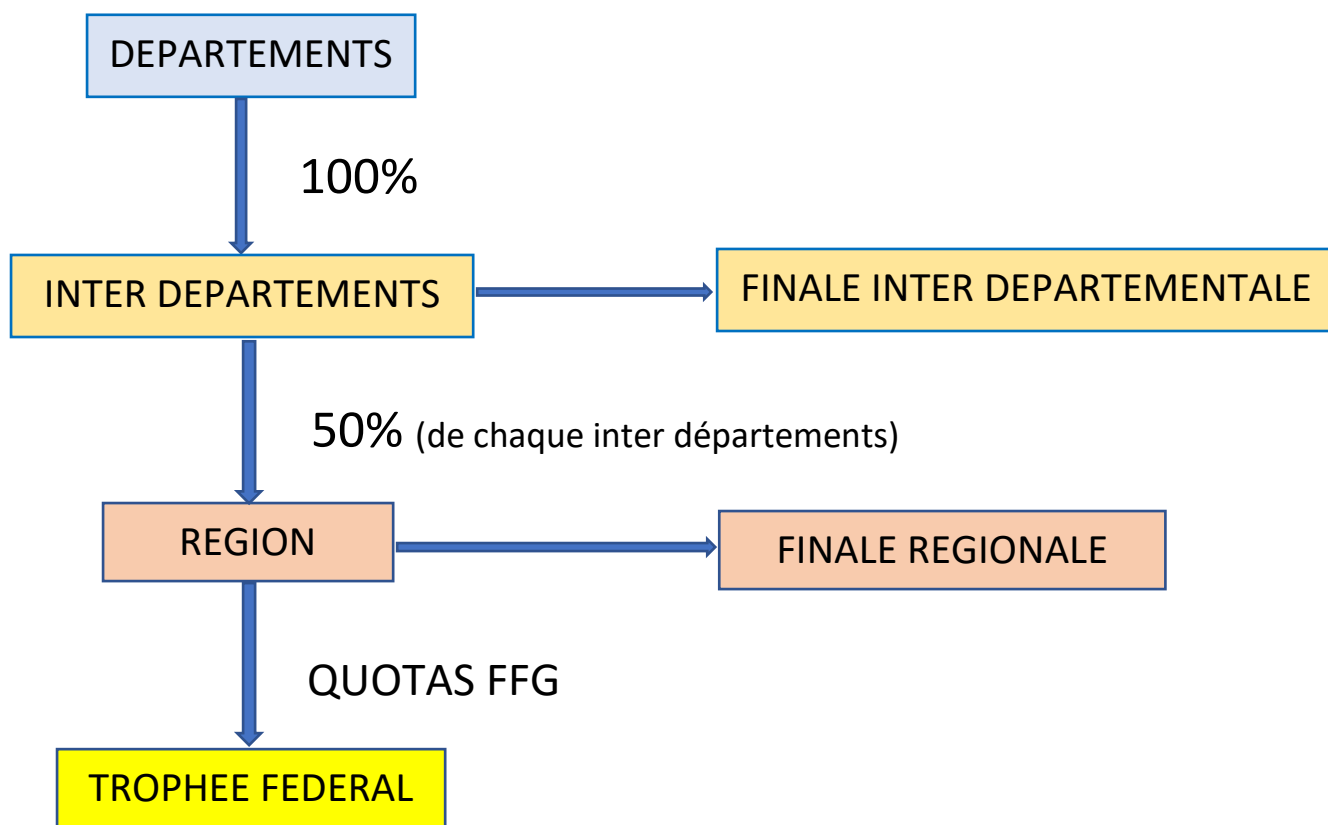 DEPARTEMENTS
100%
INTER DEPARTEMENTS
FINALE INTER DEPARTEMENTALE
50% (de chaque inter départements)
REGION
FINALE REGIONALE
QUOTAS FFG
TROPHEE FEDERAL